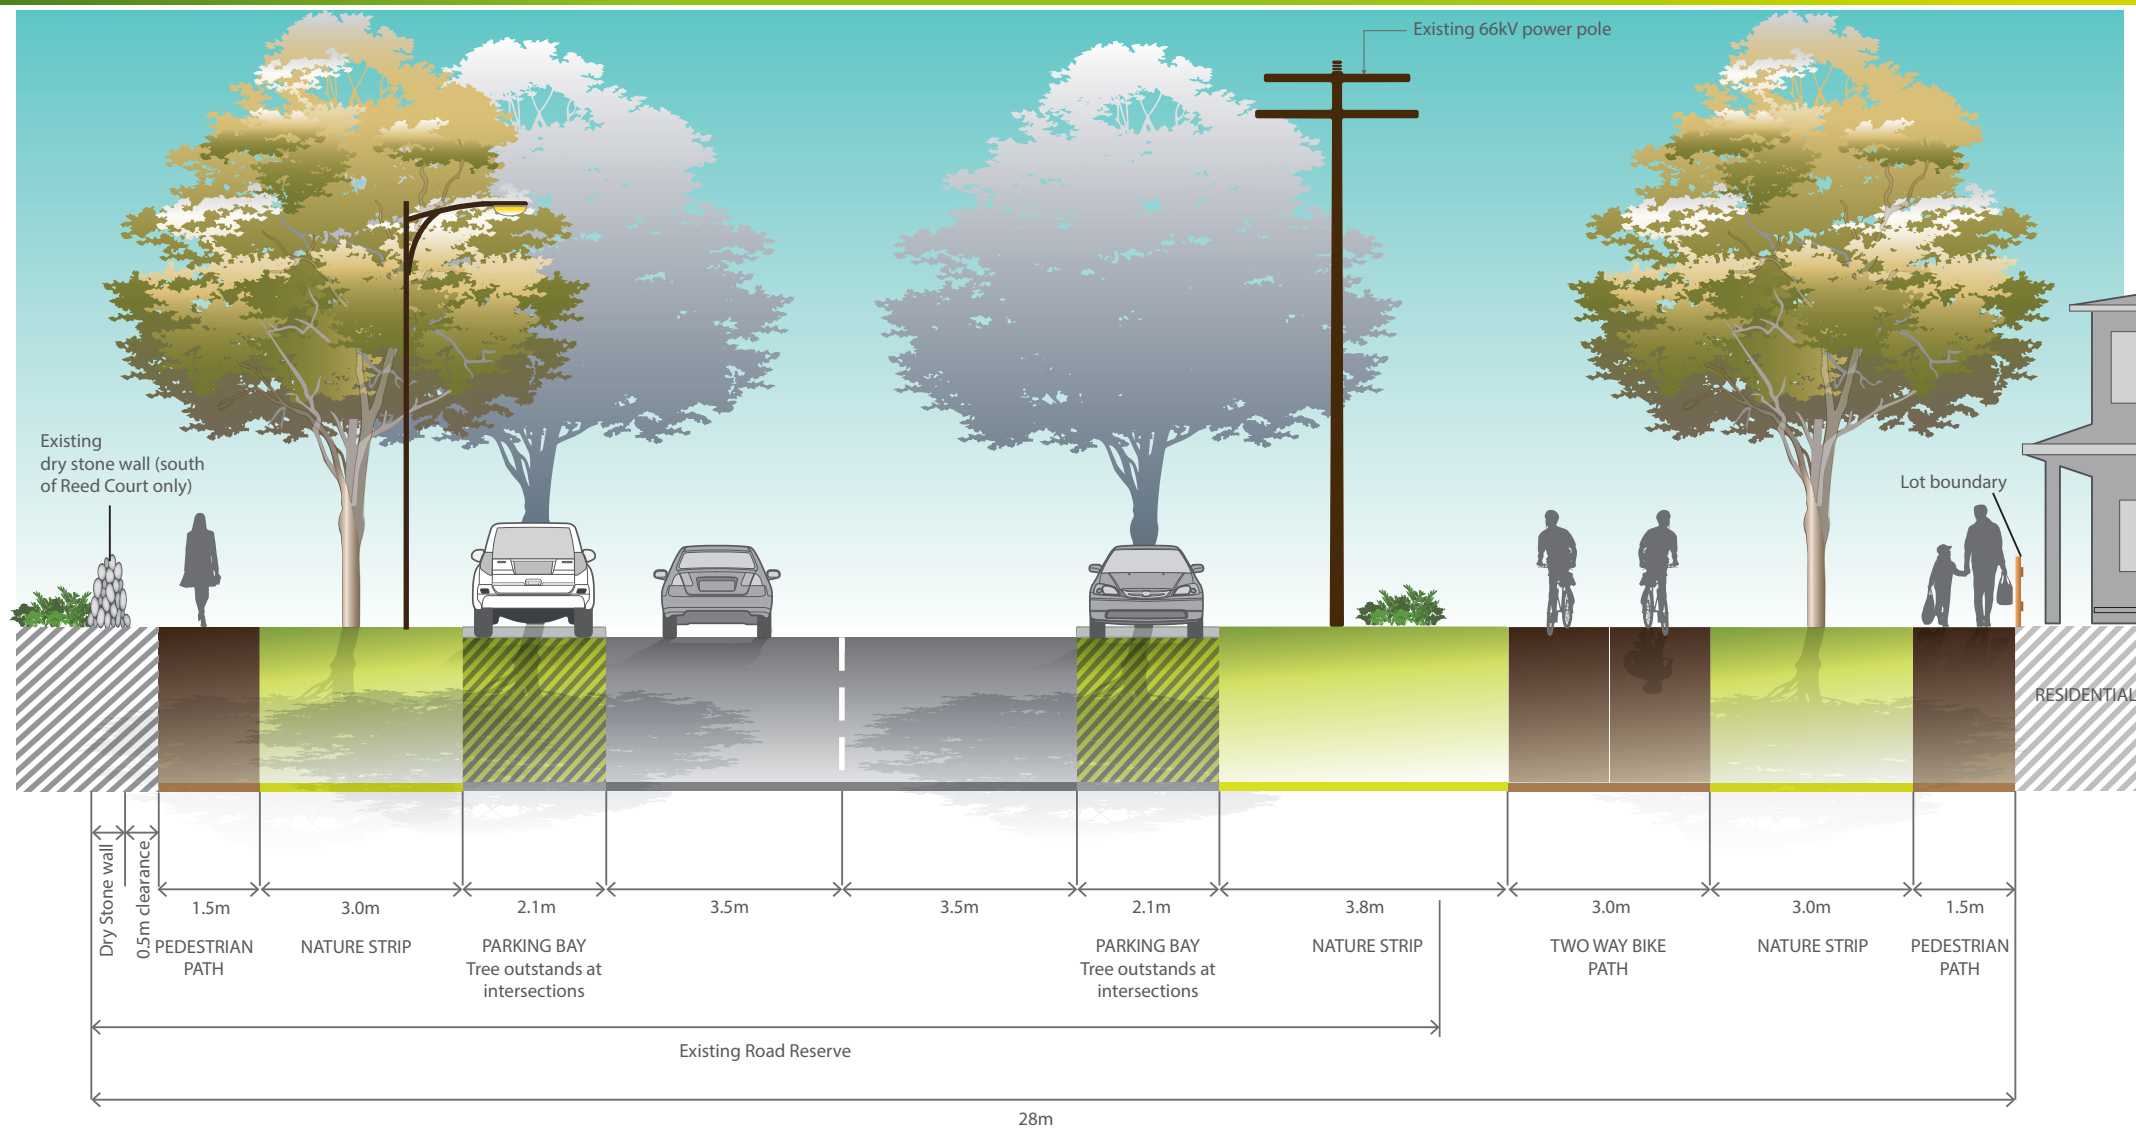 Existing 66kV power pole
Existing
dry stone wall (south
of Reed Court only)
Lot boundary
RESIDENTIAL
Dry Stone wall
0.5m clearance
1.5m
3.0m
2.1m
3.5m
3.5m
2.1m
3.8m
3.0m
3.0m
1.5m
PEDESTRIAN
PATH
NATURE STRIP
PARKING BAY
Tree outstands at
intersections
PARKING BAY
Tree outstands at
intersections
NATURE STRIP
TWO WAY BIKE
PATH
NATURE STRIP
PEDESTRIAN
PATH
Existing Road Reserve
28m